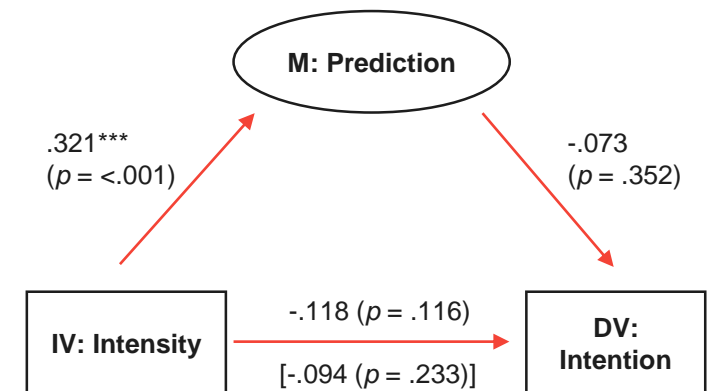 M: Prediction
.321***
(p = <.001)
-.073
(p = .352)
IV: Intensity
-.118 (p = .116)
[-.094 (p = .233)]
DV:
Intention